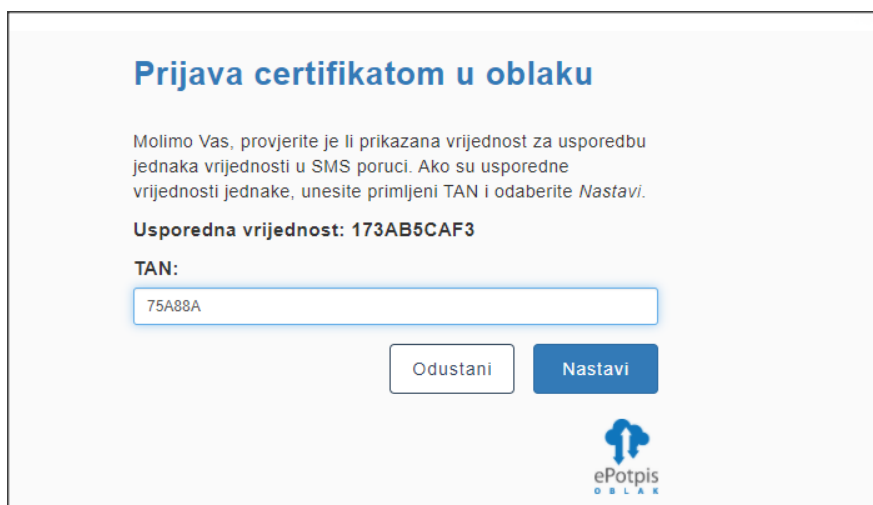 Prijava certifikatom u oblaku
Molimo Vas, provjerite je li prikazana vrijednost za usporedbu
jednaka vrijednosti u SMS poruci. Ako su usporedne
vrijednosti jednake, unesite primljeni TAN i odaberite Nastavi.
Usporedna vrijednost: 173AB5CAF3
TAN:
75A88A
Odustani
Nastavi
ePotpis
OBLAK